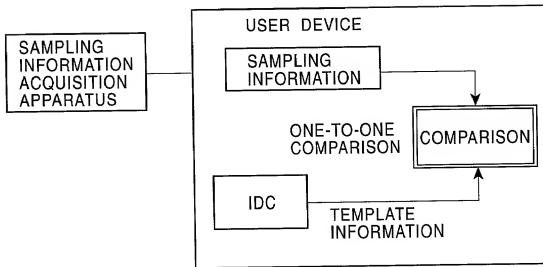 USER DEVICE
SAMPLING
INFORMATION
ACQUISITION
APPARATUS
SAMPLING
INFORMATION
ONE-TO-ONE
COMPARISON
COMPARISON
IDC
TEMPLATE
INFORMATION